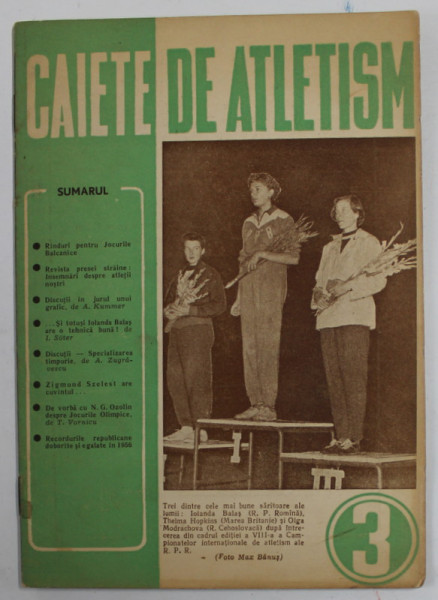 CAIETE DE ATLETISM
SUMARUL
Rînduri pentru Jocurile
Balcanice
Revista presei străine :
însemnări despre atleții
noștri
Discuții în jurul unui
grafic, de A. Kummer
. . . Și totuși Iolanda Balaș
are o tehnică bună ! de
I. Söter
Discuții — Specializarea
timpurie, de A. Zugră-
vescu
Zigmund Szelest are
cuvîntul . . .
De vorbă cu N. G. Ozolin
despre Jocurile Olimpice,
de T. Vornicu
Recordurile republicane
doborîte și egalate în 1956
II
I
III
Trei dintre cele mai bune săritoare ale
lumii : Iolanda Balaș (R. P. Romînă),
Thelma Hopkins (Marea Britanie) și Olga
Modrachova (R. Cehoslovacă) după între-
cerea din cadrul ediției a VIII-a a Cam-
pionatelor internaționale de atletism ale
R. P. R.
(Foto Max Bănuș)
3